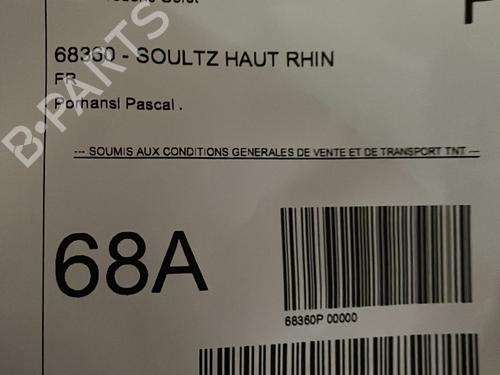 68360 - SOULTZ HAUT RHIN
FR
Porhansl Pascal .
--- SOUMIS AUX CONDITIONS GENERALES DE VENTE ET DE TRANSPORT TNT ---
68A
68360P 00000
B-PARTS